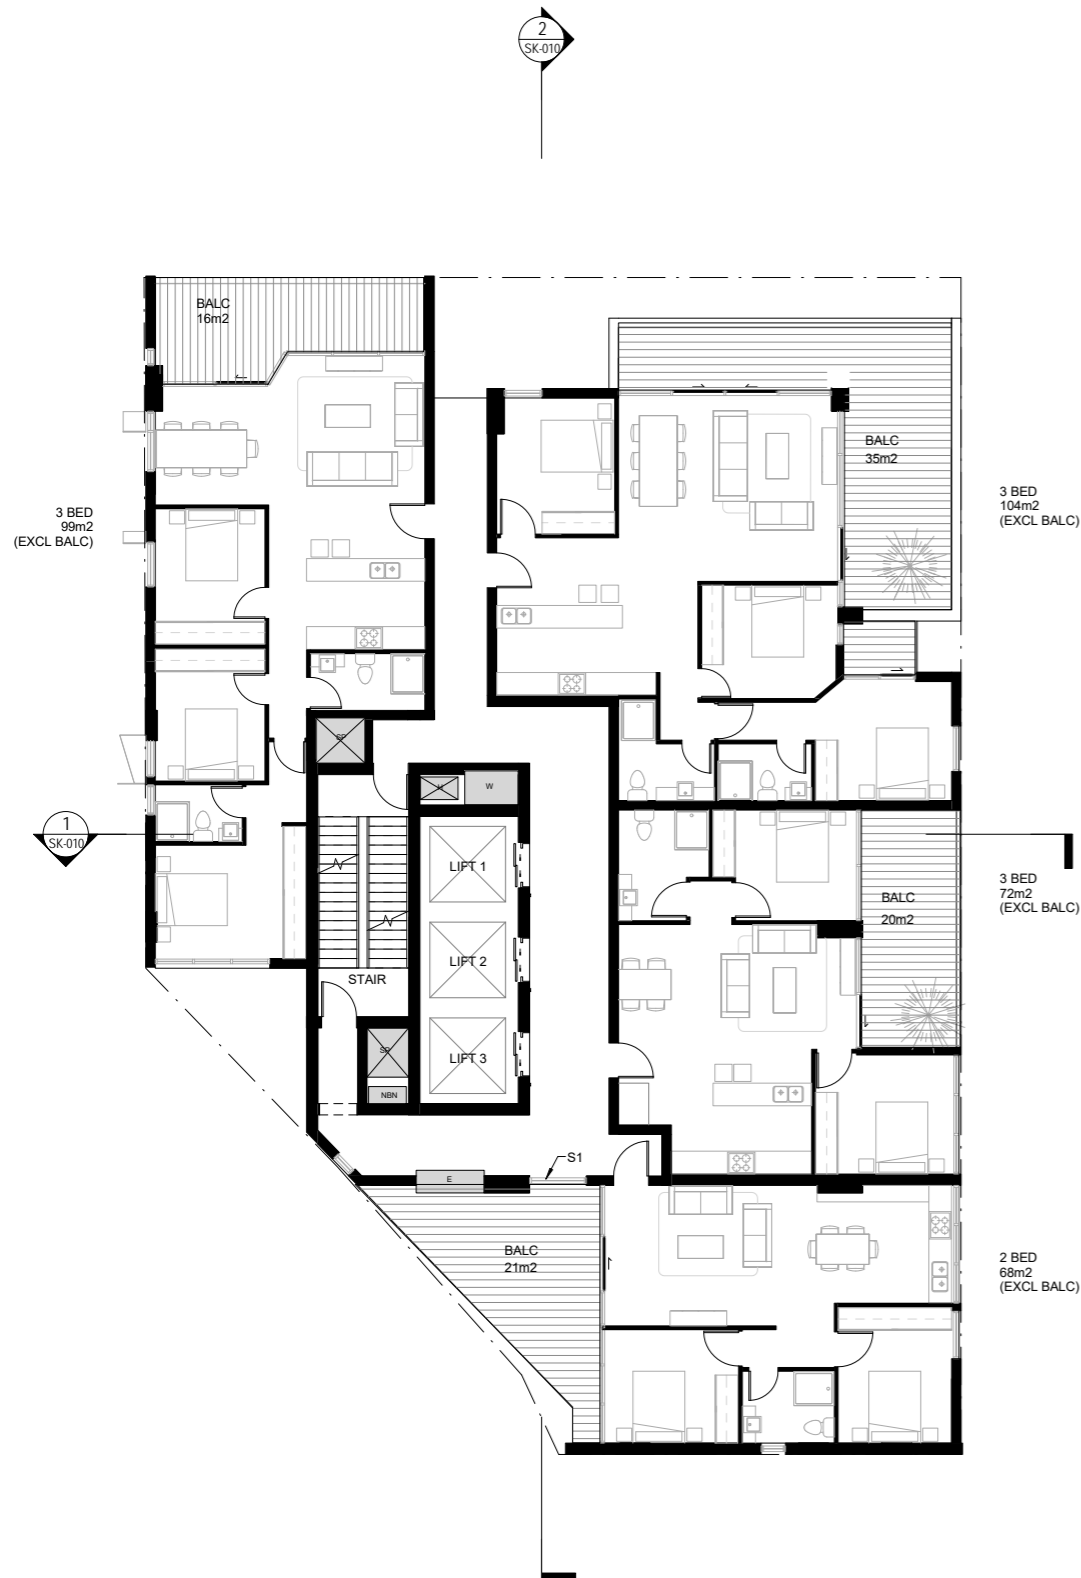 2
SK-010
BALC
16m2
BALC
35m2
3 BED
99m2
(EXCL BALC)
3 BED
104m2
(EXCL BALC)
SP
H
W
1
SK-010
LIFT 1
3 BED
72m2
(EXCL BALC)
BALC
20m2
LIFT 2
STAIR
SP
LIFT 3
NBN
S1
E
BALC
21m2
2 BED
68m2
(EXCL BALC)